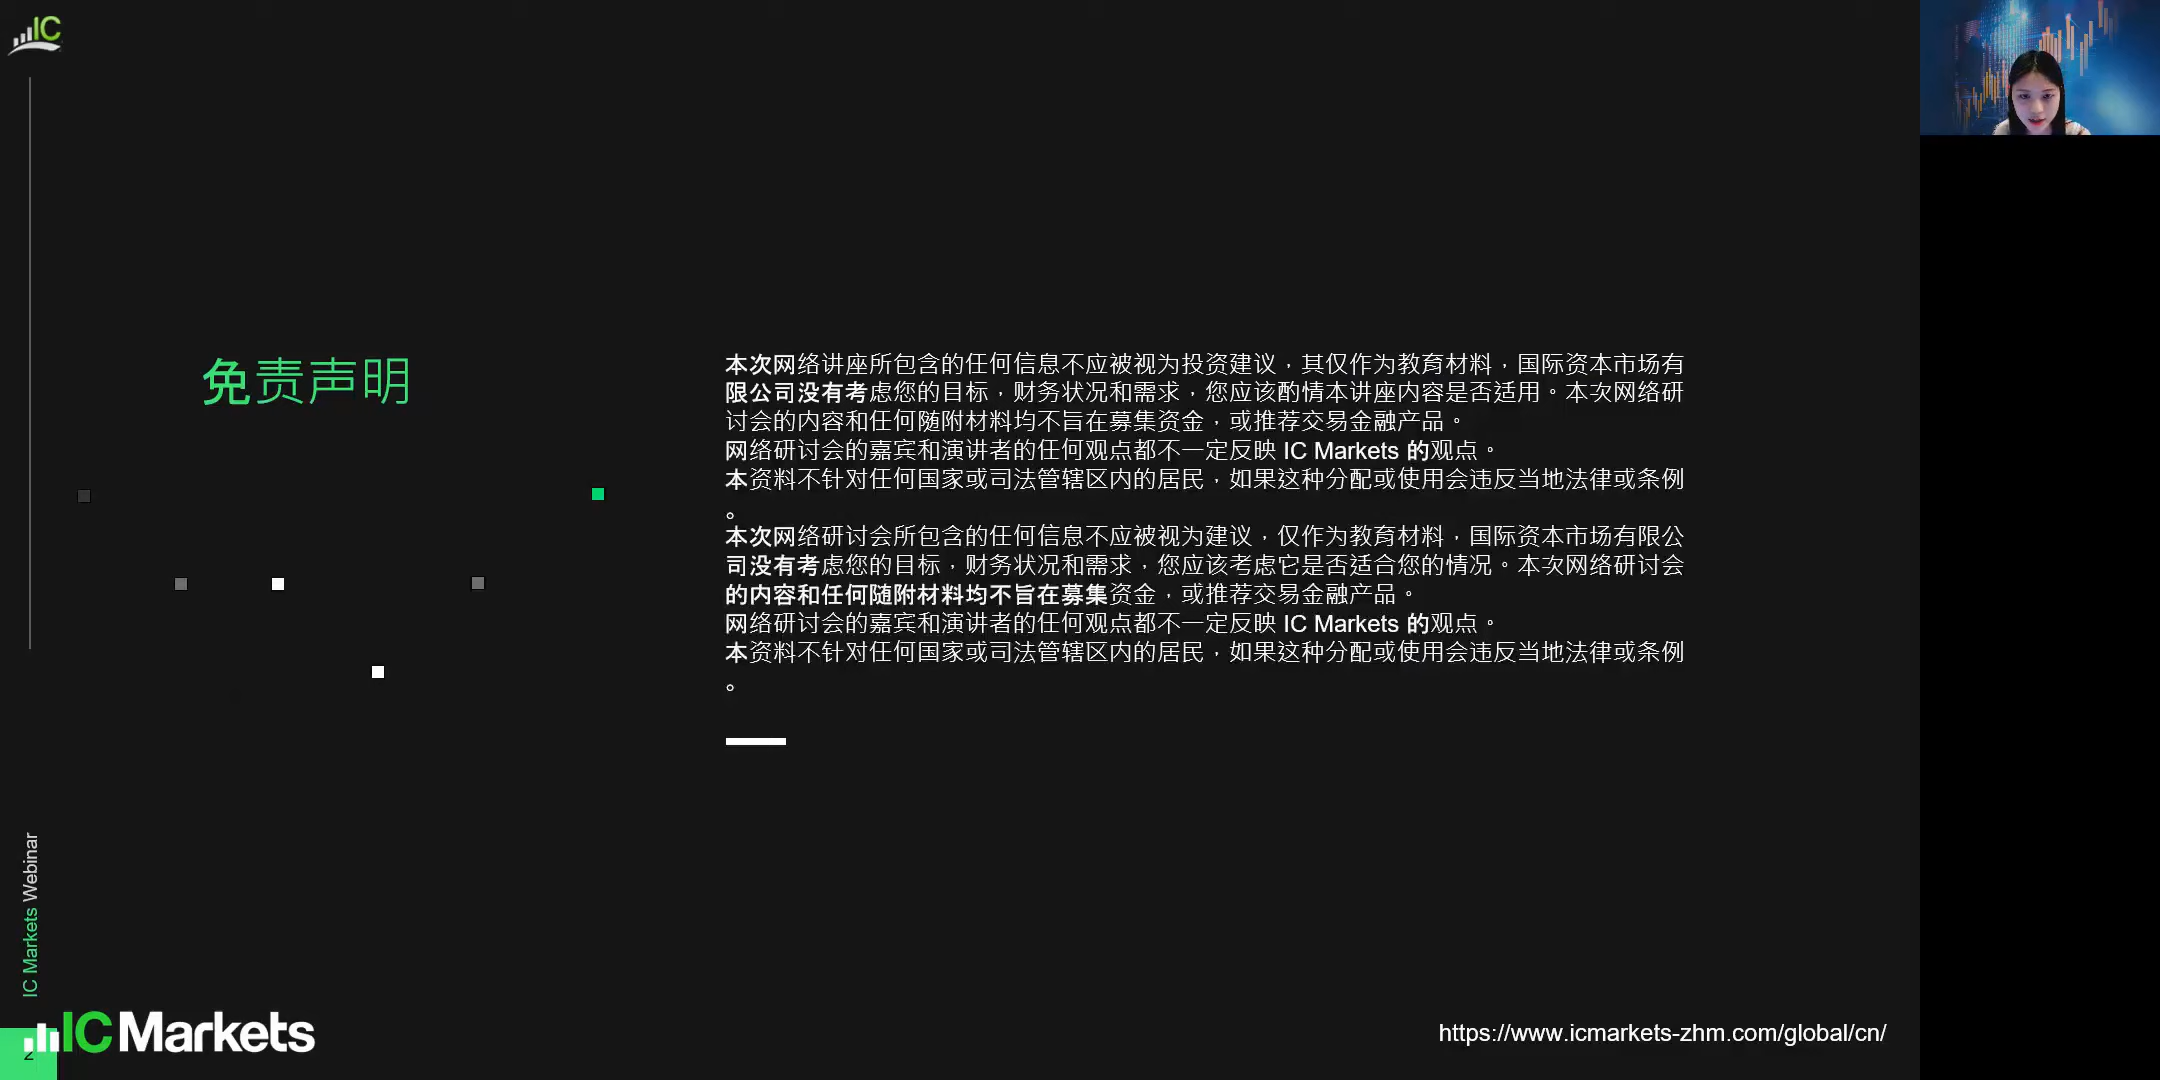 IC
免责声明
本次网络讲座所包含的任何信息不应被视为投资建议，其仅作为教育材料，国际资本市场有
限公司没有考虑您的目标，财务状况和需求，您应该酌情本讲座内容是否适用。本次网络研
讨会的内容和任何随附材料均不旨在募集资金，或推荐交易金融产品。
网络研讨会的嘉宾和演讲者的任何观点都不一定反映 IC Markets 的观点。
本资料不针对任何国家或司法管辖区内的居民，如果这种分配或使用会违反当地法律或条例
。
本次网络研讨会所包含的任何信息不应被视为建议，仅作为教育材料，国际资本市场有限公
司没有考虑您的目标，财务状况和需求，您应该考虑它是否适合您的情况。本次网络研讨会
的内容和任何随附材料均不旨在募集资金，或推荐交易金融产品。
网络研讨会的嘉宾和演讲者的任何观点都不一定反映 IC Markets 的观点。
本资料不针对任何国家或司法管辖区内的居民，如果这种分配或使用会违反当地法律或条例
。
IC Markets Webinar
2
IC Markets
https://www.icmarkets-zhm.com/global/cn/